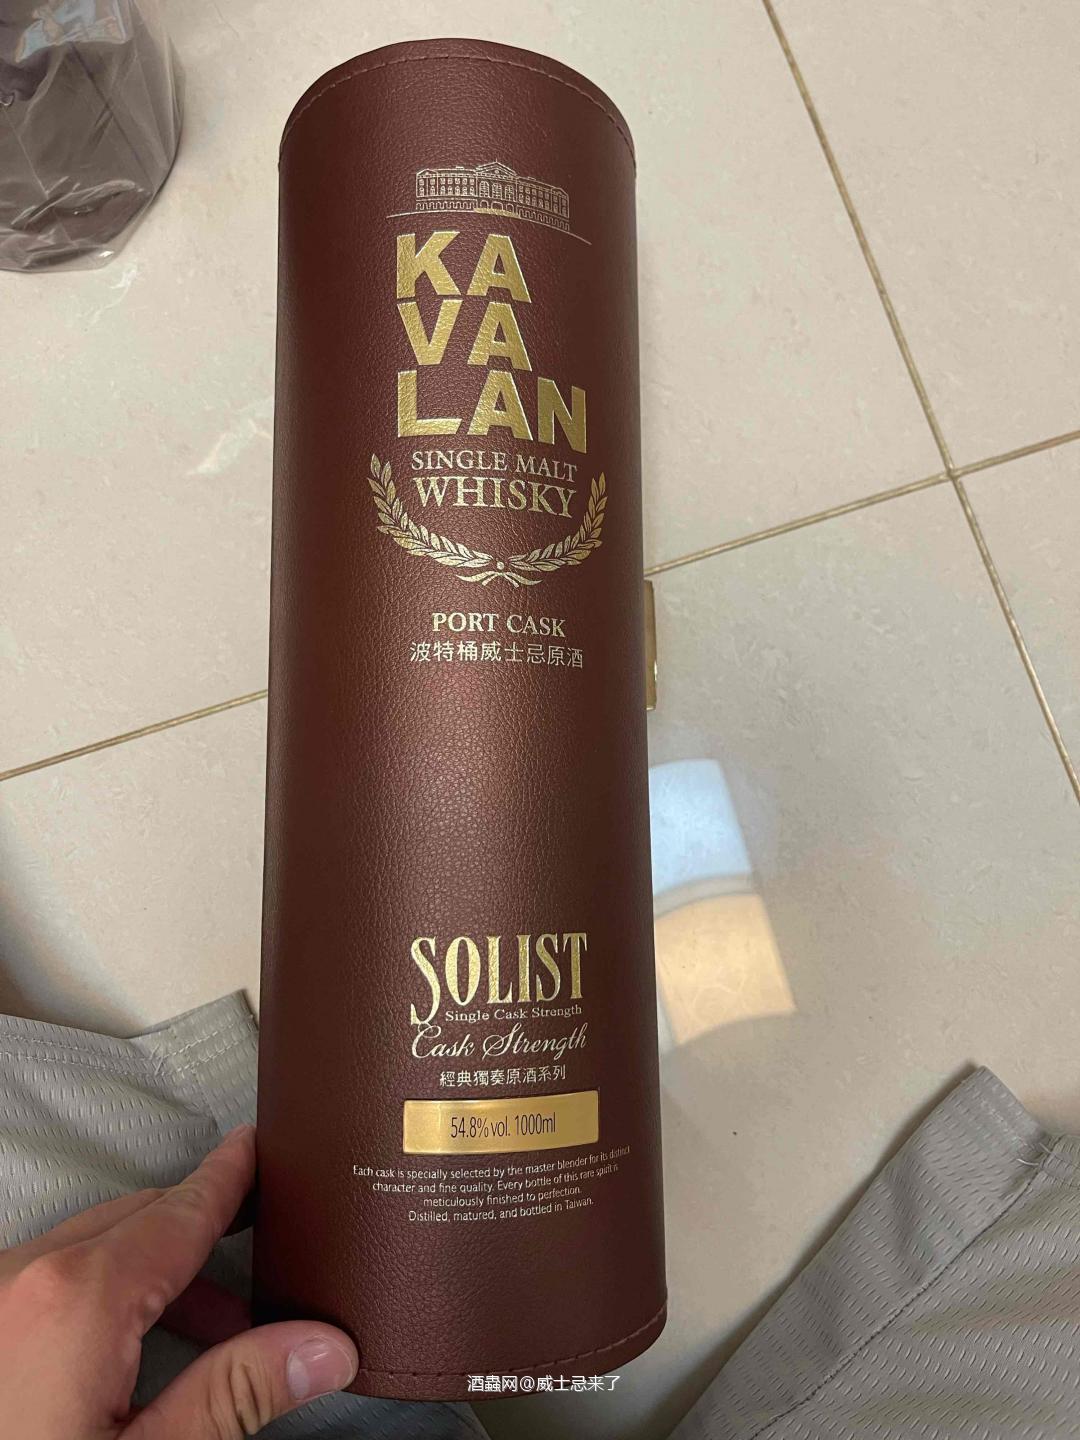 KA
VA
LAN
SINGLE MALT
WHISKY
PORT CASK
波特桶威士忌原酒
SOLIST
Single Cask Strength
Cask Strength
經典獨奏原酒系列
54.8% vol. 1000ml
Each cask is specially selected by the master blender for its distinct
character and fine quality. Every bottle of this rare spirit is
meticulously finished to perfection.
Distilled, matured, and bottled in Taiwan.
酒蟲网@威士忌来了